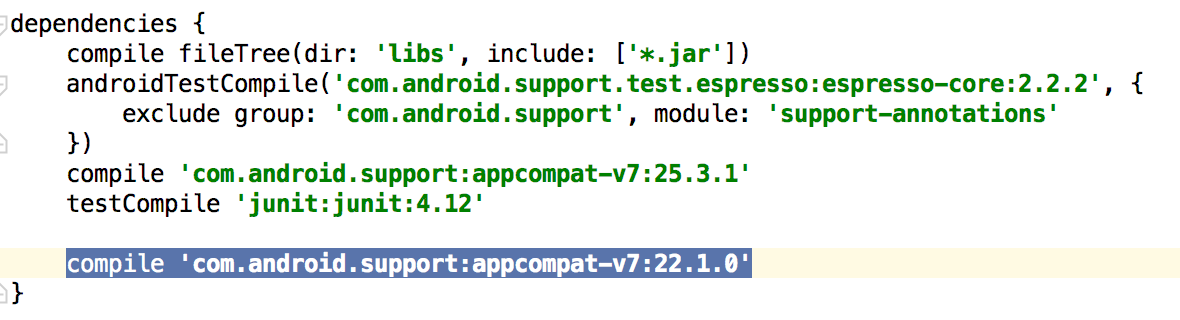 dependencies {
    compile fileTree(dir: 'libs', include: ['*.jar'])
    androidTestCompile('com.android.support.test.espresso:espresso-core:2.2.2', {
        exclude group: 'com.android.support', module: 'support-annotations'
    })
    compile 'com.android.support:appcompat-v7:25.3.1'
    testCompile 'junit:junit:4.12'

    compile 'com.android.support:appcompat-v7:22.1.0'
}